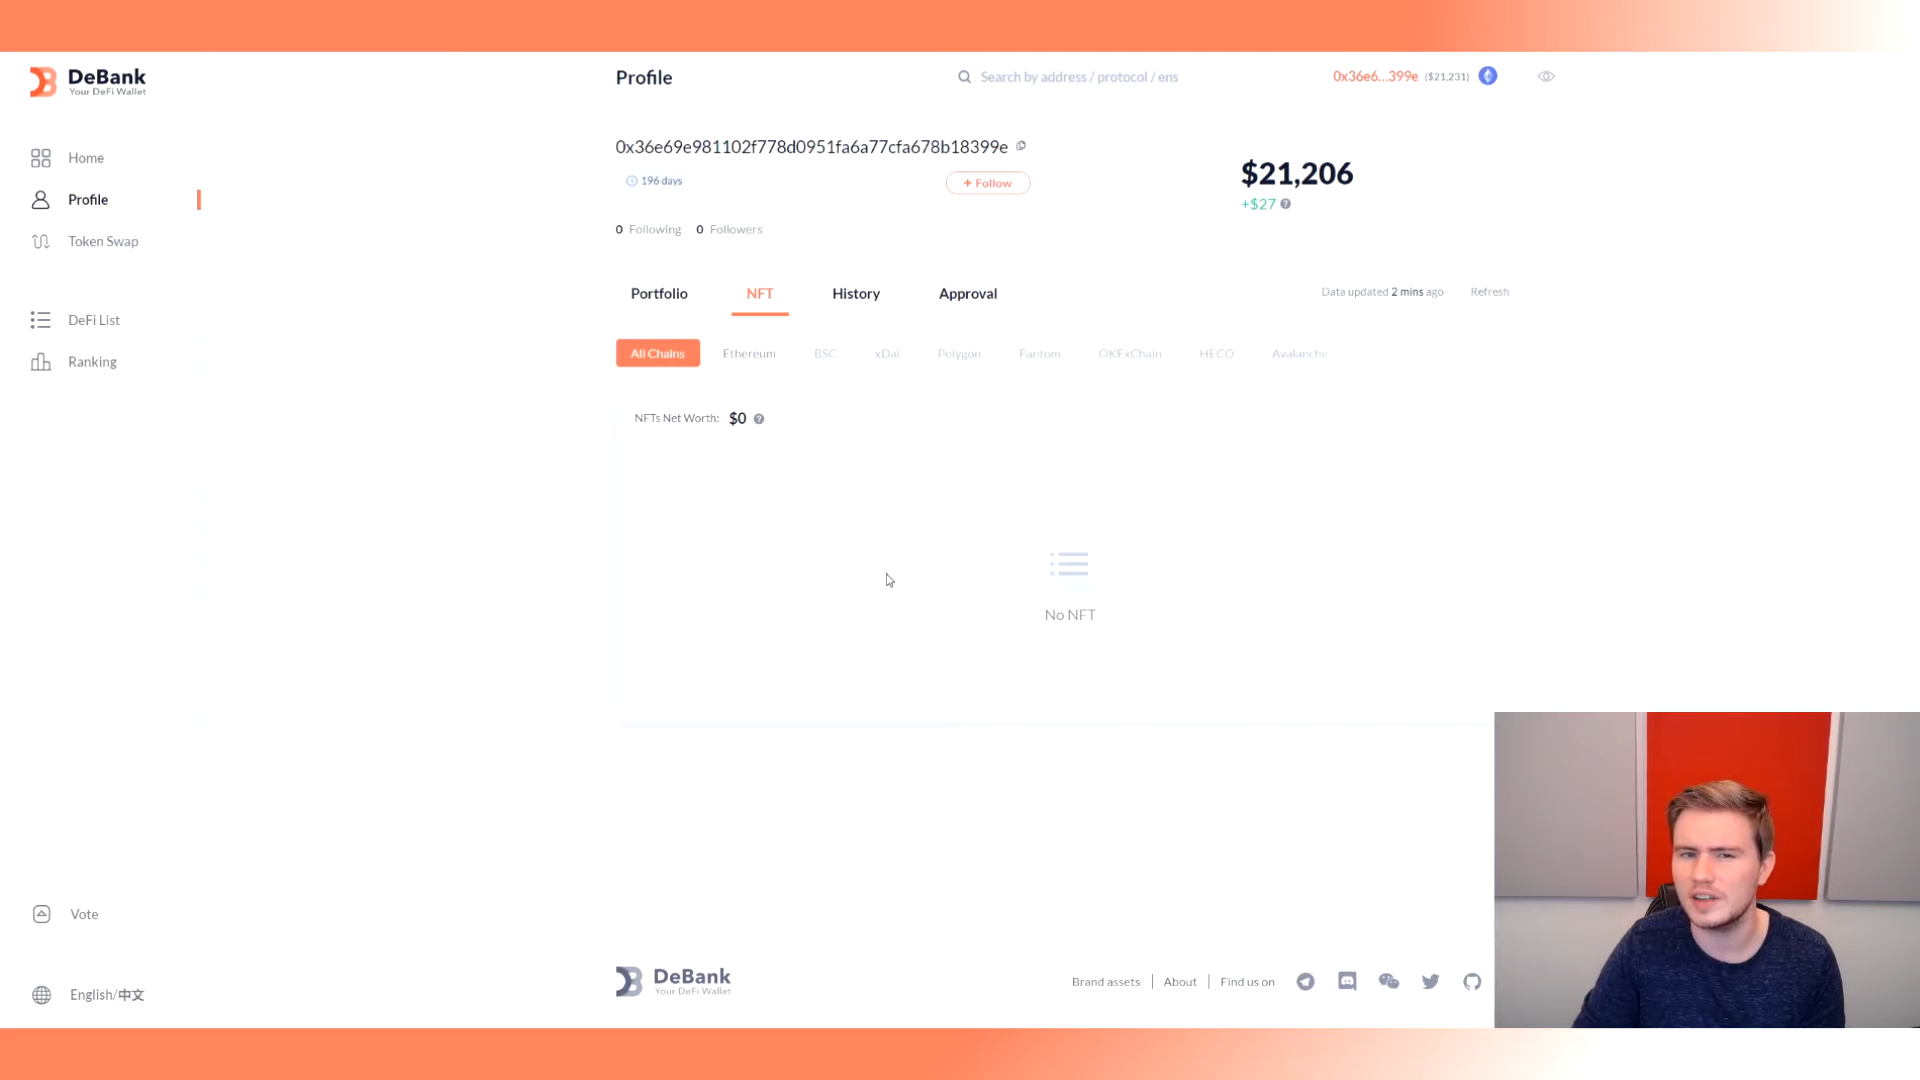 DeBank
Your DeFi Wallet
Home
Profile
Token Swap
DeFi List
Ranking
Vote
English/中文
Profile
Search by address / protocol / ens
0x36e6...399e ($21,231)
0x36e69e981102f778d0951fa6a77cfa678b18399e
196 days
+ Follow
$21,206
+$27
0 Following 0 Followers
Portfolio NFT History Approval
Data updated 2 mins ago Refresh
All Chains Ethereum BSC xDai Polygon Fantom OKExChain HECO Avalanche
NFTs Net Worth: $0
No NFT
DeBank
Your DeFi Wallet
Brand assets | About | Find us on